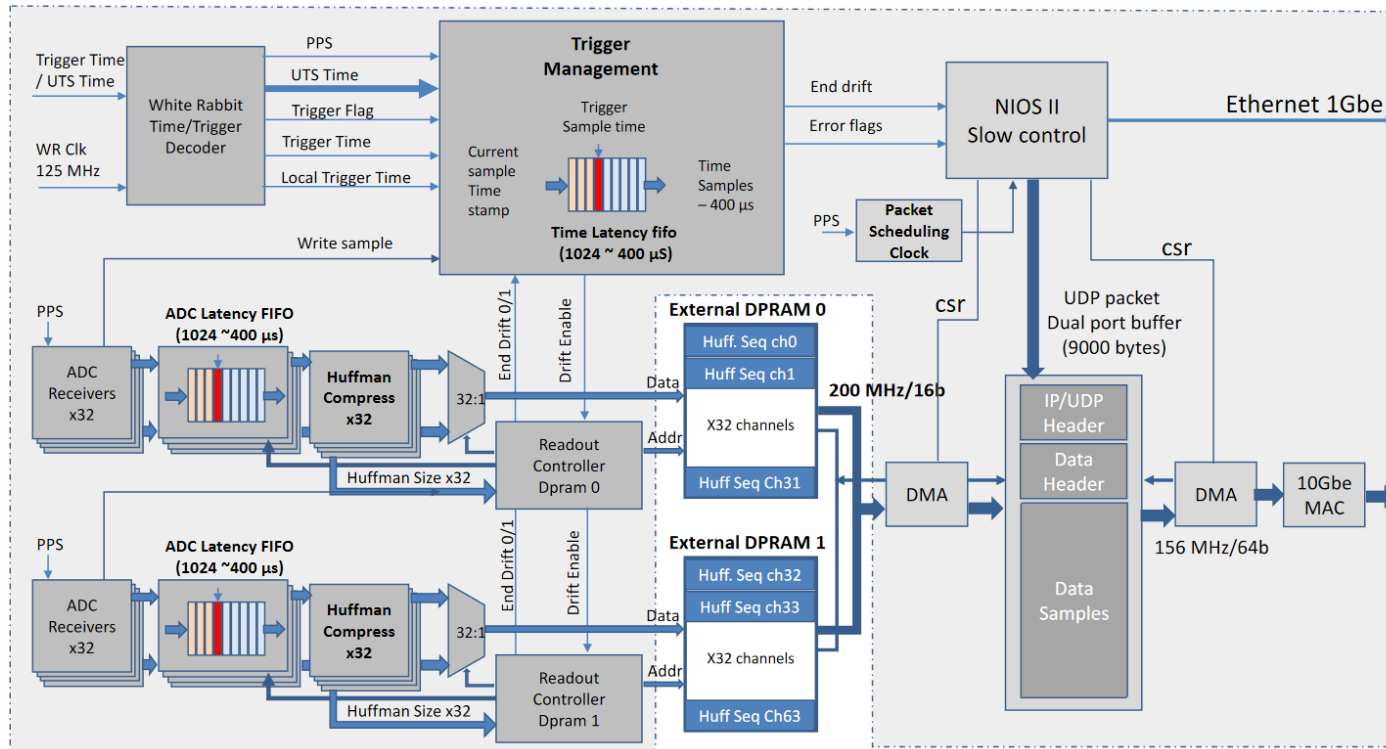 Trigger Time
/ UTS Time
WR Clk
125 MHz
White Rabbit
Time/Trigger
Decoder
PPS
UTS Time
Trigger Flag
Trigger Time
Local Trigger Time
Write sample
Trigger
Management
Trigger
Sample time
Current
sample
Time
stamp
Time
Samples
– 400 µs
Time Latency fifo
(1024 ~ 400 µS)
End drift
Error flags
NIOS II
Slow control
Ethernet 1Gbe
PPS
Packet
Scheduling
Clock
csr
csr
UDP packet
Dual port buffer
(9000 bytes)
PPS
ADC
Receivers
x32
ADC Latency FIFO
(1024 ~400 µs)
Huffman
Compress
x32
32:1
End Drift 0/1
Drift Enable
Huffman Size x32
Readout
Controller
Dpram 0
Data
Addr
External DPRAM 0
Huff. Seq ch0
Huff. Seq ch1
X32 channels
Huff Seq Ch31
200 MHz/16b
DMA
IP/UDP
Header
Data
Header
Data
Samples
DMA
156 MHz/64b
10Gbe
MAC
PPS
ADC
Receivers
x32
ADC Latency FIFO
(1024 ~400 µs)
Huffman
Compress
x32
32:1
End Drift 0/1
Drift Enable
Huffman Size x32
Readout
Controller
Dpram 1
Data
Addr
External DPRAM 1
Huff. Seq ch32
Huff Seq ch33
X32 channels
Huff Seq Ch63